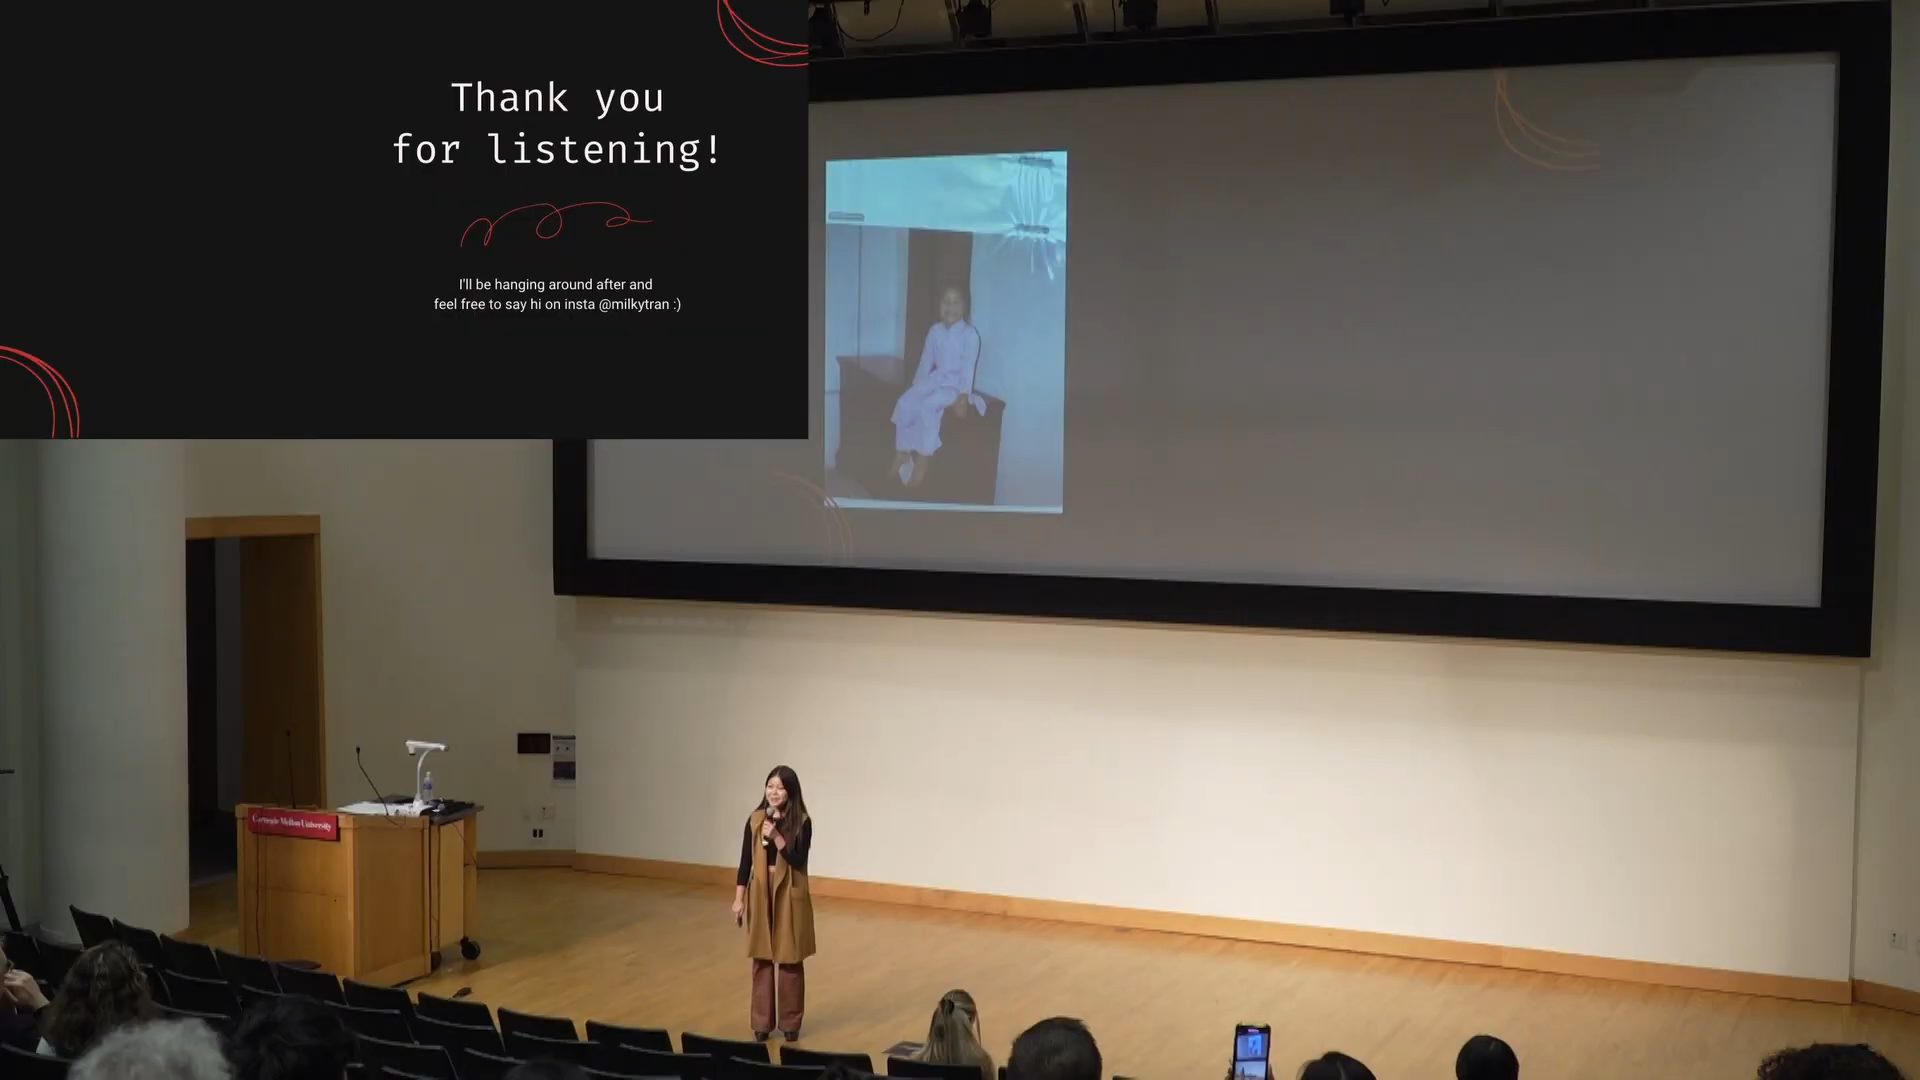 Thank you
for listening!
I'll be hanging around after and
feel free to say hi on insta @milkytran :)
Carnegie Mellon University